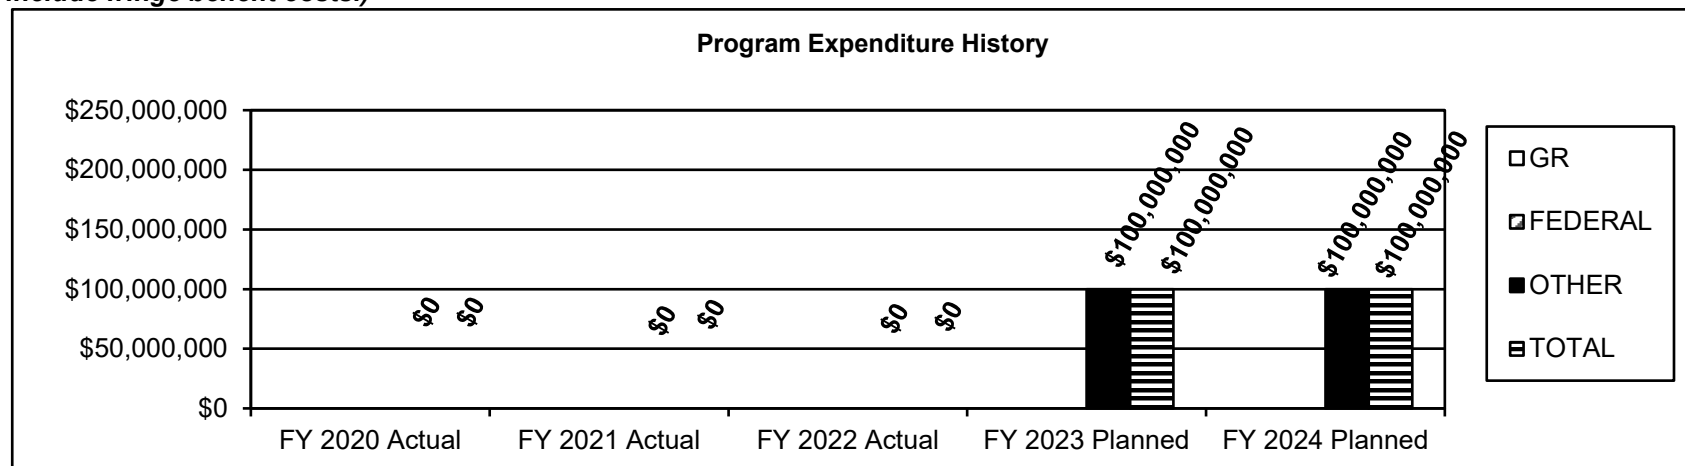 include fringe benefit costs.)
Program Expenditure History
$250,000,000
$200,000,000
$150,000,000
$100,000,000
$50,000,000
$0
$0 $0
$0 $0
$0 $0
$100,000,000 $100,000,000
$100,000,000 $100,000,000
FY 2020 Actual FY 2021 Actual FY 2022 Actual FY 2023 Planned FY 2024 Planned
GR
FEDERAL
OTHER
TOTAL